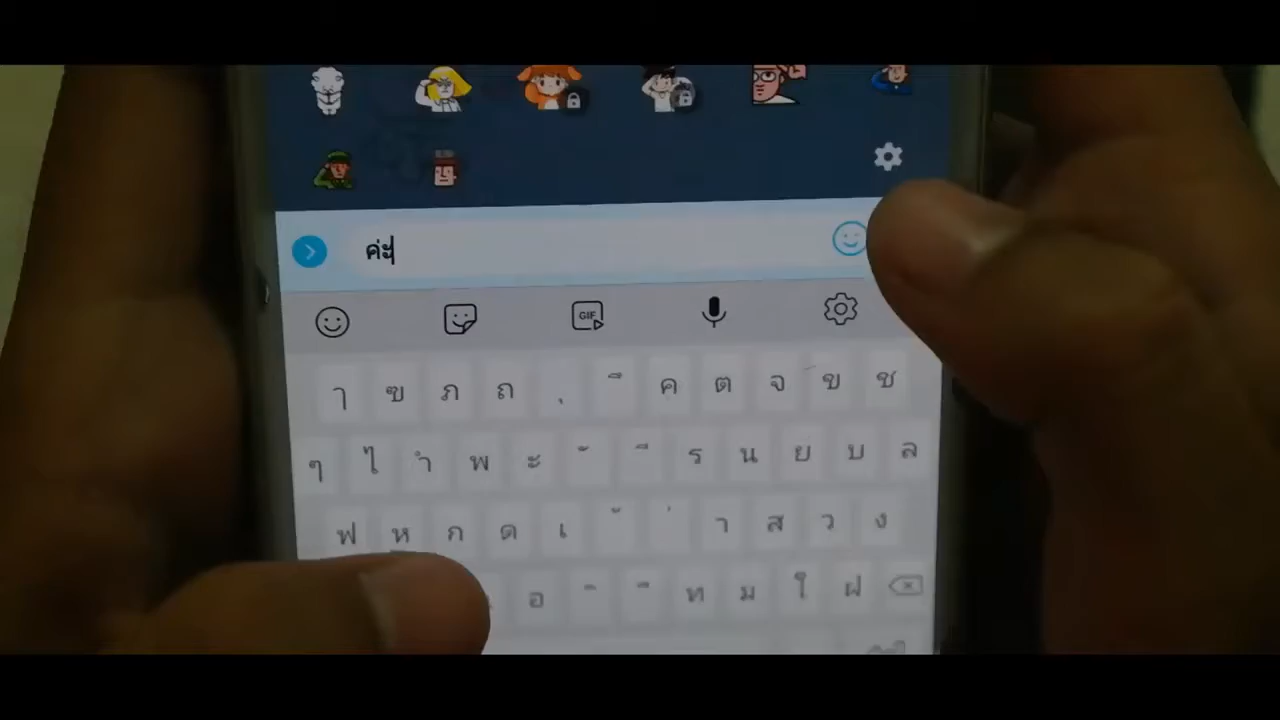 ค่ะ
GIF
ๅ ฃ ภ ถ ุ ึ ค ต จ ข ช
ๆ ไ ำ พ ะ ั ี ร น ย บ ล
ฟ ห ก ด เ ้ ่ า ส ว ง
อ ิ ื ท ม ใ ฝ